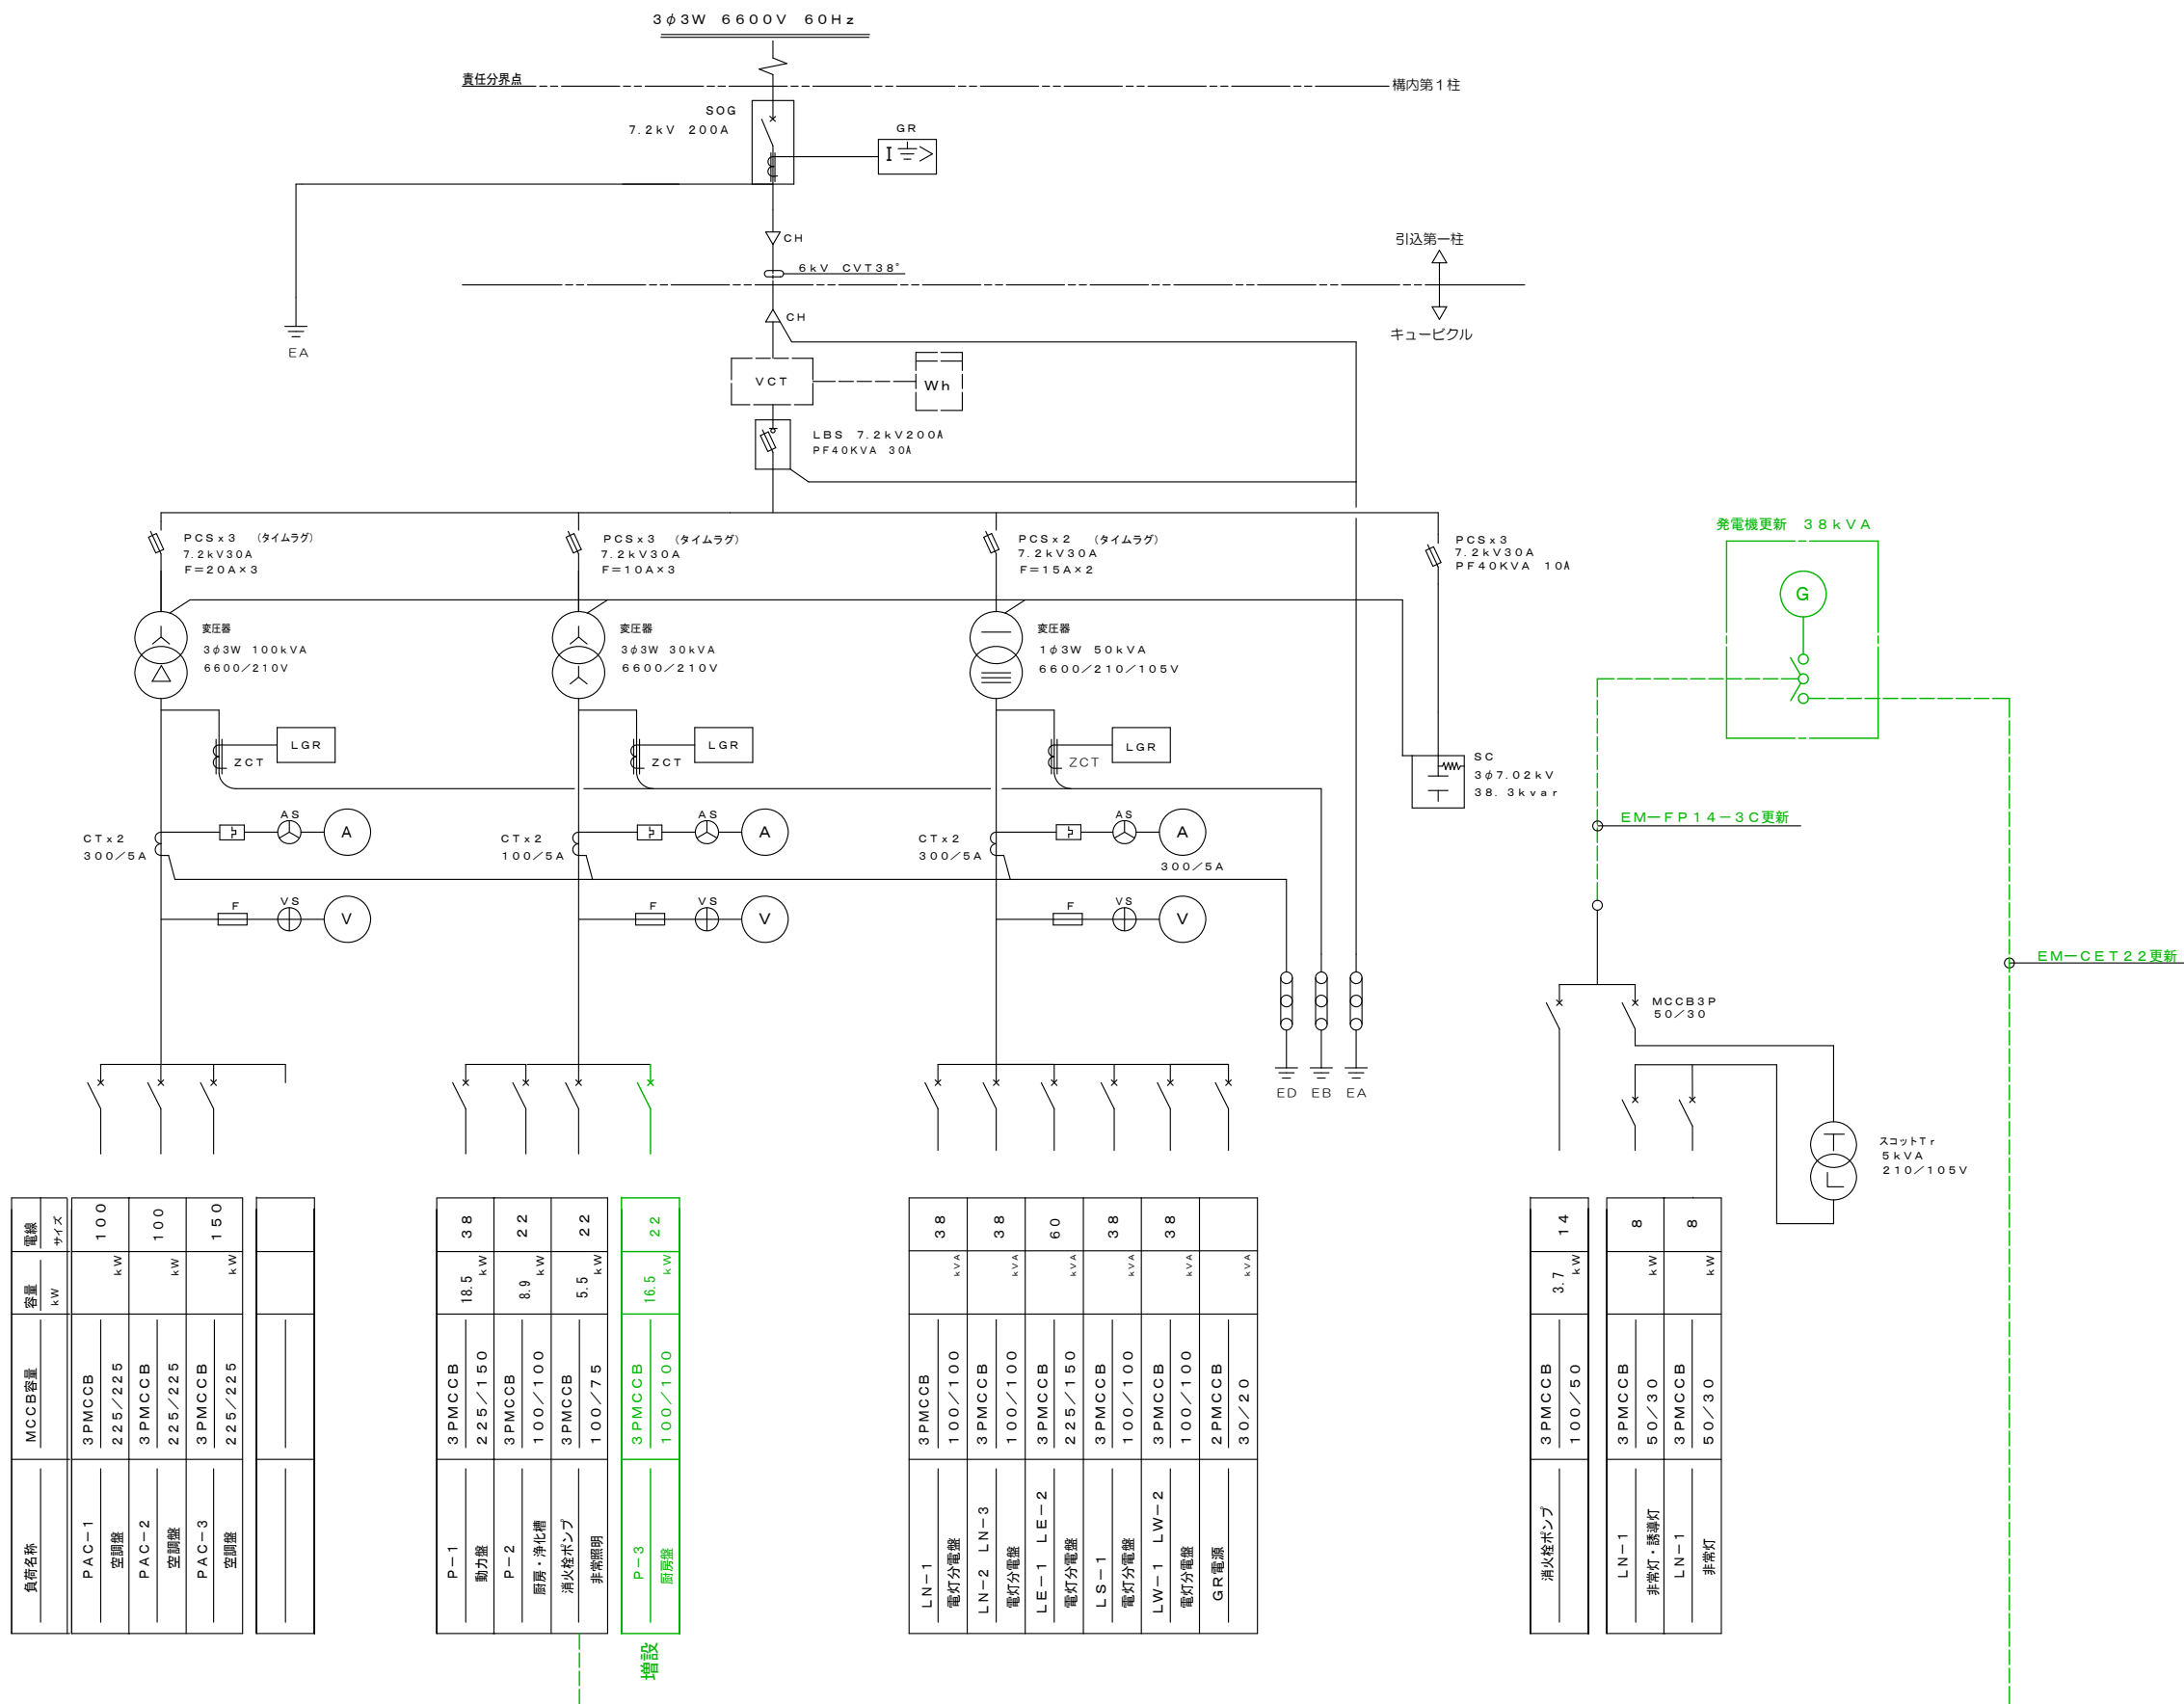 3φ3W 6600V 60Hz
責任分界点
構内第1柱
SOG
7.2kV 200A
GR
I
CH
6kV CVT38°
引込第一柱
キュービクル
CH
EA
VCT
Wh
LBS 7.2kV200A
PF40KVA 30A
PCSx3 (タイムラグ)
7.2kV30A
F=20A×3
PCSx3 (タイムラグ)
7.2kV30A
F=10A×3
PCSx2 (タイムラグ)
7.2kV30A
F=15A×2
PCSx3
7.2kV30A
PF40KVA 10A
発電機更新 38kVA
G
変圧器
3φ3W 100kVA
6600/210V
変圧器
3φ3W 30kVA
6600/210V
変圧器
1φ3W 50kVA
6600/210/105V
LGR
ZCT
LGR
ZCT
LGR
ZCT
SC
3φ7.02kV
38.3kvar
CTx2
300/5A
AS
A
CTx2
100/5A
AS
A
CTx2
300/5A
AS
A
300/5A
EM-FP14-3C更新
F
VS
V
F
VS
V
F
VS
V
EM-CET22更新
ED
EB
EA
MCCB3P
50/30
スコットTr
5kVA
210/105V
負荷名称
MCCB容量
容量
kW
電線
サイズ
PAC-1
空調盤
3PMCCB
225/225
kW
100
PAC-2
空調盤
3PMCCB
225/225
kW
100
PAC-3
空調盤
3PMCCB
225/225
kW
150
P-1
動力盤
3PMCCB
225/150
18.5
kW
38
P-2
厨房・浄化槽
3PMCCB
100/100
8.9
kW
22
消火栓ポンプ
非常照明
3PMCCB
100/75
5.5
kW
22
P-3
厨房盤
3PMCCB
100/100
16.5
kW
22
増設
LN-1
電灯分電盤
3PMCCB
100/100
kVA
38
LN-2 LN-3
電灯分電盤
3PMCCB
100/100
kVA
38
LE-1 LE-2
電灯分電盤
3PMCCB
225/150
kVA
60
LS-1
電灯分電盤
3PMCCB
100/100
kVA
38
LW-1 LW-2
電灯分電盤
3PMCCB
100/100
kVA
38
GR電源
2PMCCB
30/20
kVA
消火栓ポンプ
3PMCCB
100/50
3.7
kW
14
LN-1
非常灯・誘導灯
3PMCCB
50/30
kW
8
LN-1
非常灯
3PMCCB
50/30
kW
8